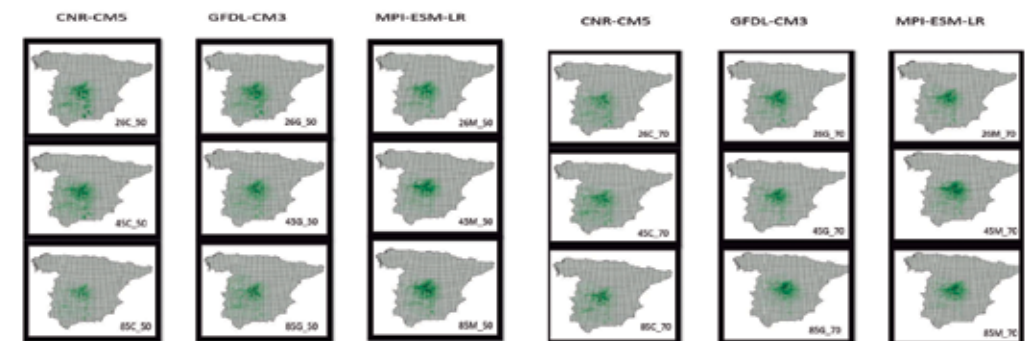 CNR-CM5 GFDL-CM3 MPI-ESM-LR CNR-CM5 GFDL-CM3 MPI-ESM-LR
26C_50 26G_50 26M_50 26C_70 26G_70 26M_70
45C_50 45G_50 45M_50 45C_70 45G_70 45M_70
85C_50 85G_50 85M_50 85C_70 85G_70 85M_70